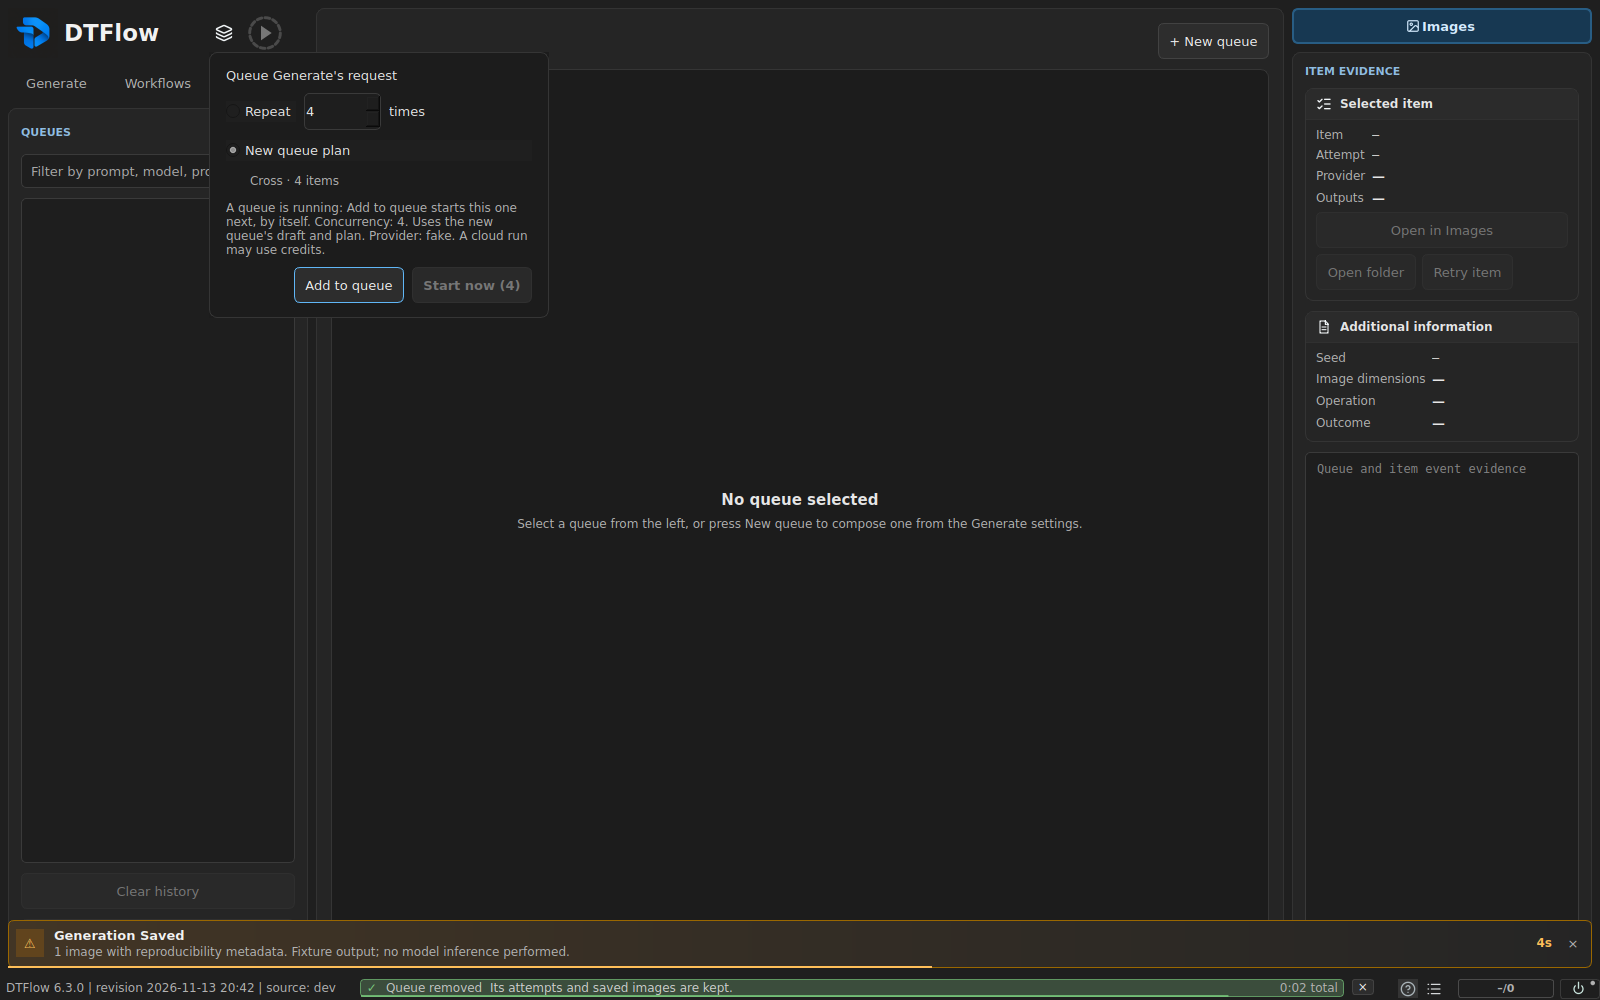 DTFlow
Generate
Workflows
Queue Generate's request
Repeat 4 times
New queue plan
Cross · 4 items
A queue is running: Add to queue starts this one
next, by itself. Concurrency: 4. Uses the new
queue's draft and plan. Provider: fake. A cloud run
may use credits.
Add to queue
Start now (4)
QUEUES
Filter by prompt, model, pro
Clear history
+ New queue
No queue selected
Select a queue from the left, or press New queue to compose one from the Generate settings.
Images
ITEM EVIDENCE
Selected item
Item –
Attempt –
Provider —
Outputs —
Open in Images
Open folder
Retry item
Additional information
Seed –
Image dimensions —
Operation —
Outcome —
Queue and item event evidence
Generation Saved
1 image with reproducibility metadata. Fixture output; no model inference performed.
4s ×
DTFlow 6.3.0 | revision 2026-11-13 20:42 | source: dev
✓ Queue removed Its attempts and saved images are kept. 0:02 total
–/0